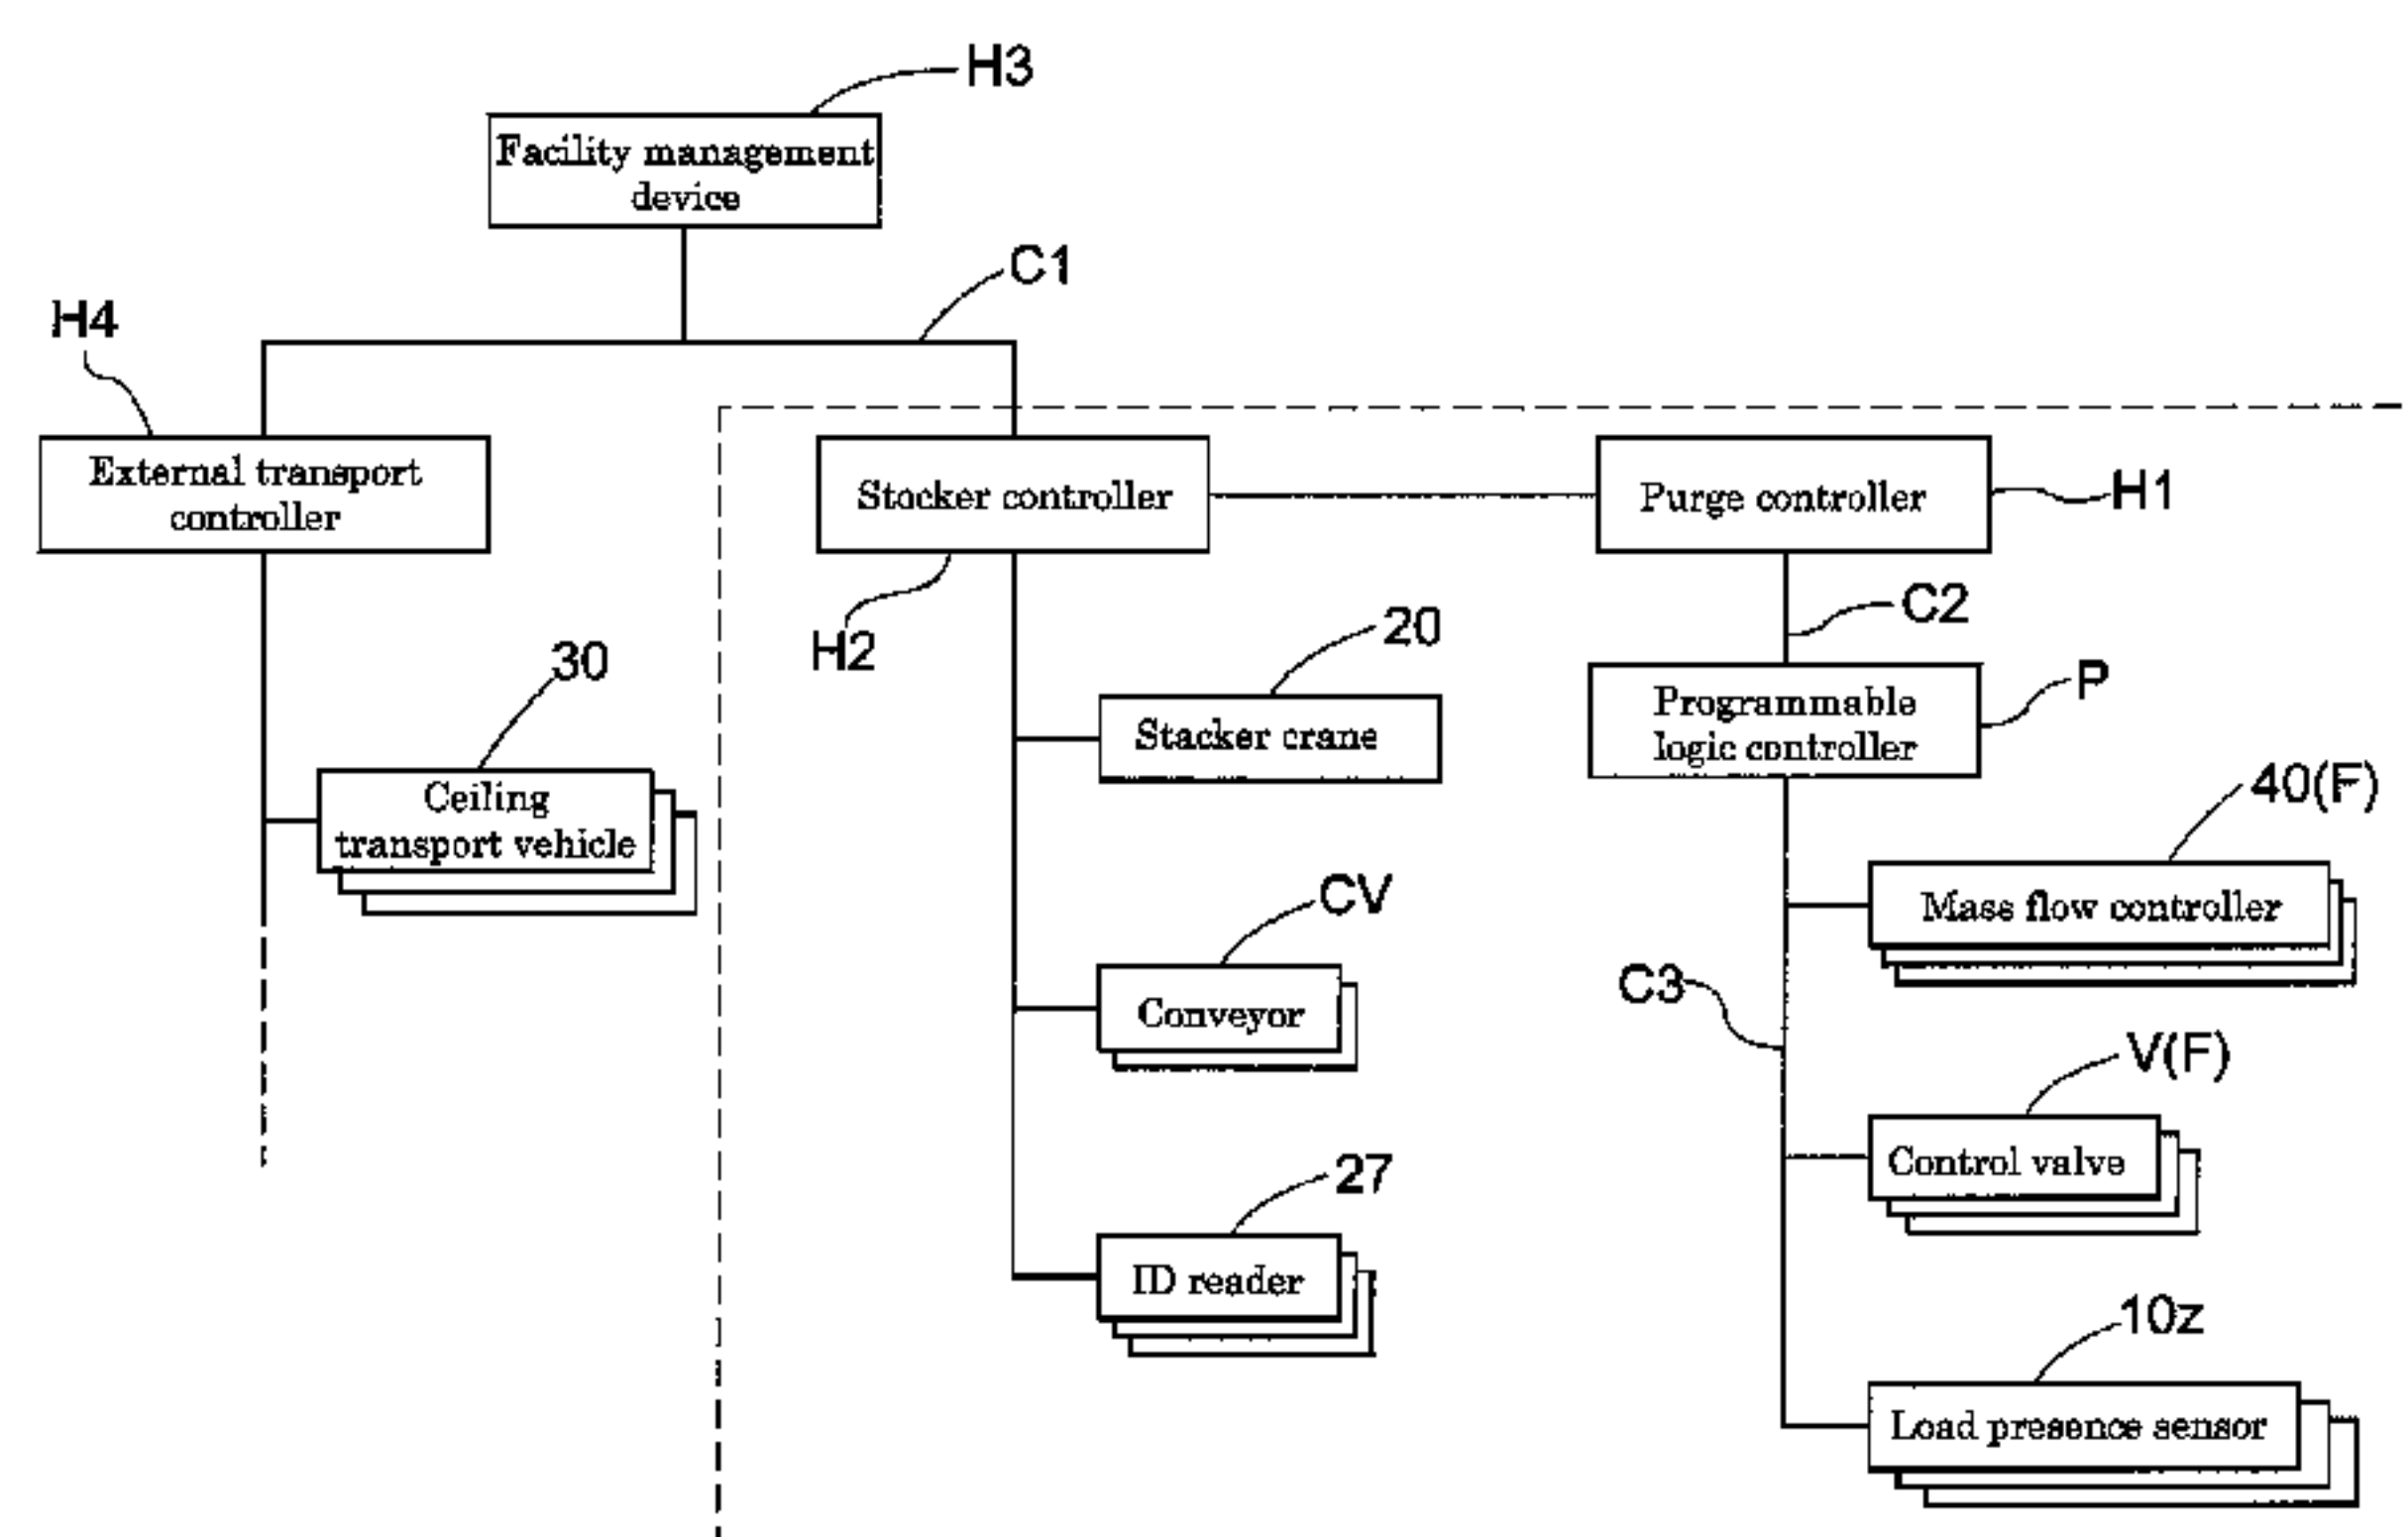 H3
Facility management
device
C1
H4
External transport
controller
Stocker controller
Purge controller
H1
H2
C2
20
30
P
Programmable
logic controller
Stacker crane
40(F)
Ceiling
transport vehicle
CV
Mass flow controller
C3
Conveyor
V(F)
Control valve
27
ID reader
10z
Load presence sensor